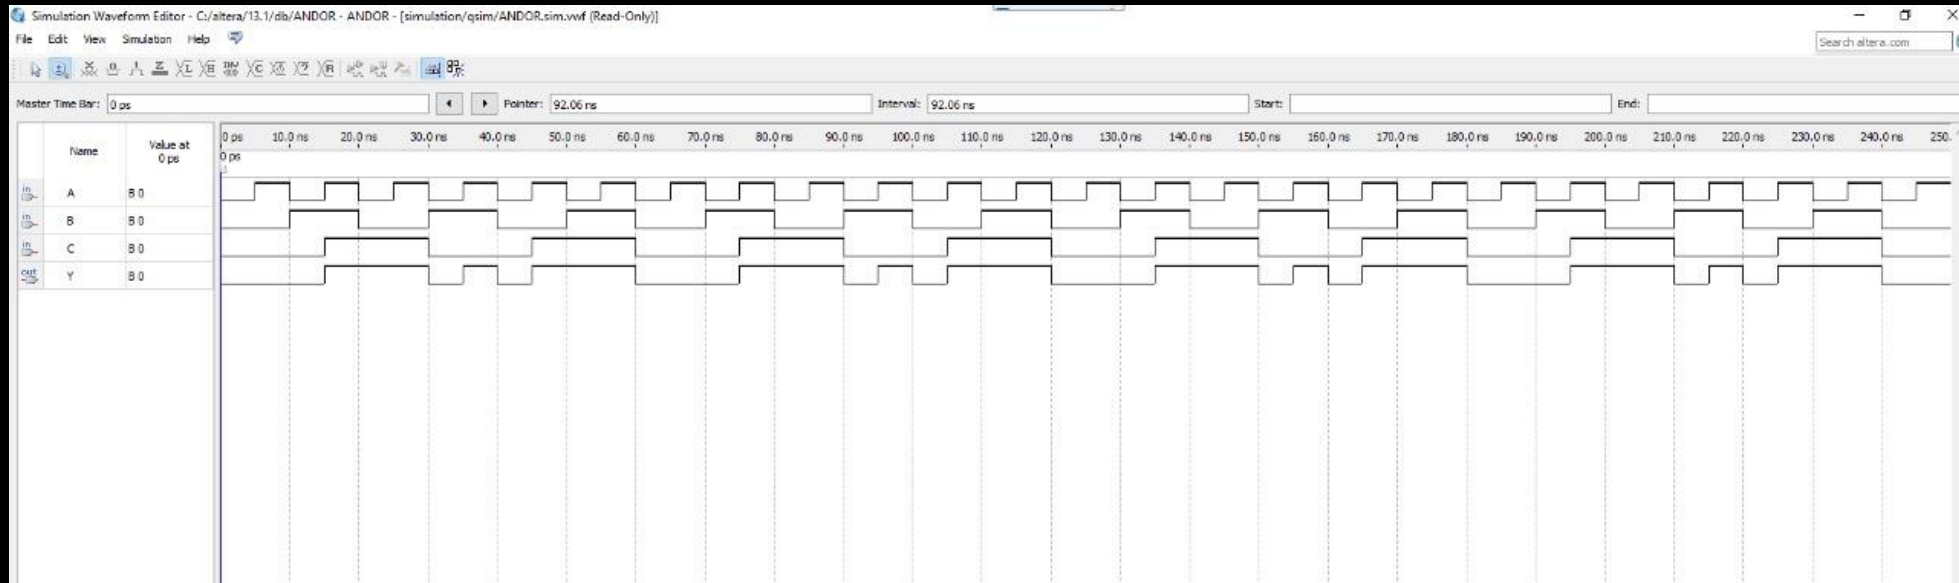 Simulation Waveform Editor - C:/altera/13.1/db/ANDOR - ANDOR - [simulation/qsim/ANDOR.sim.vwf (Read-Only)]
File Edit View Simulation Help
Search altera.com
Master Time Bar: 0 ps Pointer: 92.06 ns Interval: 92.06 ns Start: End:
Name Value at 0 ps
0 ps 10.0 ns 20.0 ns 30.0 ns 40.0 ns 50.0 ns 60.0 ns 70.0 ns 80.0 ns 90.0 ns 100.0 ns 110.0 ns 120.0 ns 130.0 ns 140.0 ns 150.0 ns 160.0 ns 170.0 ns 180.0 ns 190.0 ns 200.0 ns 210.0 ns 220.0 ns 230.0 ns 240.0 ns 250.
0 ps
in A B 0
in B B 0
in C B 0
out Y B 0